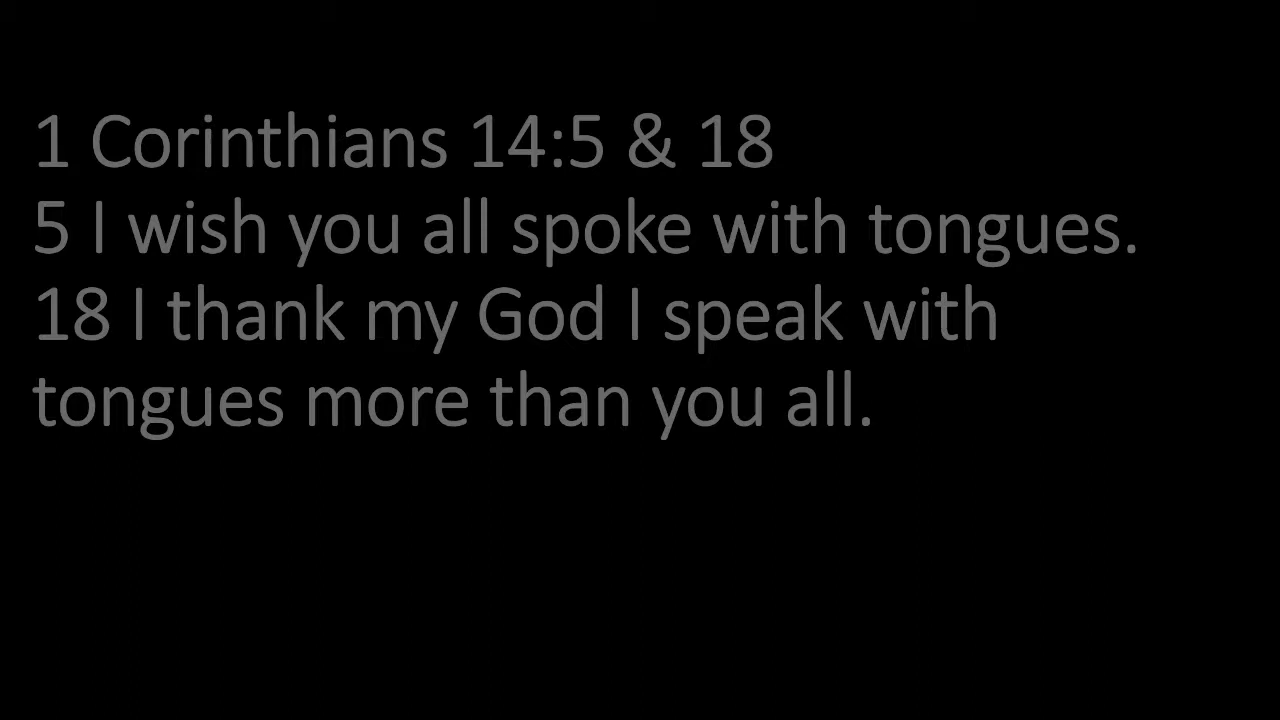 1 Corinthians 14:5 & 18
5 I wish you all spoke with tongues.
18 I thank my God I speak with
tongues more than you all.